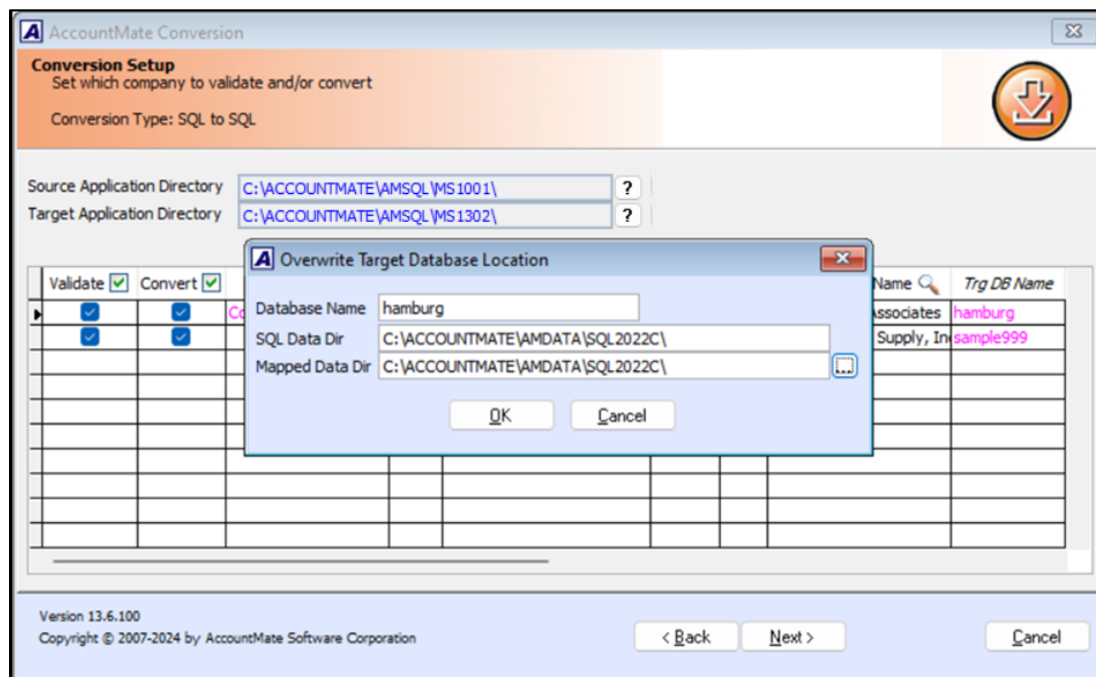 AccountMate Conversion
Conversion Setup
Set which company to validate and/or convert
Conversion Type: SQL to SQL
Source Application Directory C:\ACCOUNTMATE\AMSQL\MS1001\ ?
Target Application Directory C:\ACCOUNTMATE\AMSQL\MS1302\ ?
Overwrite Target Database Location
Validate Convert Name Trg DB Name
Database Name hamburg
Associates hamburg
SQL Data Dir C:\ACCOUNTMATE\AMDATA\SQL2022C\
Supply, In sample999
Mapped Data Dir C:\ACCOUNTMATE\AMDATA\SQL2022C\ ...
OK Cancel
Version 13.6.100
Copyright © 2007-2024 by AccountMate Software Corporation
< Back Next > Cancel